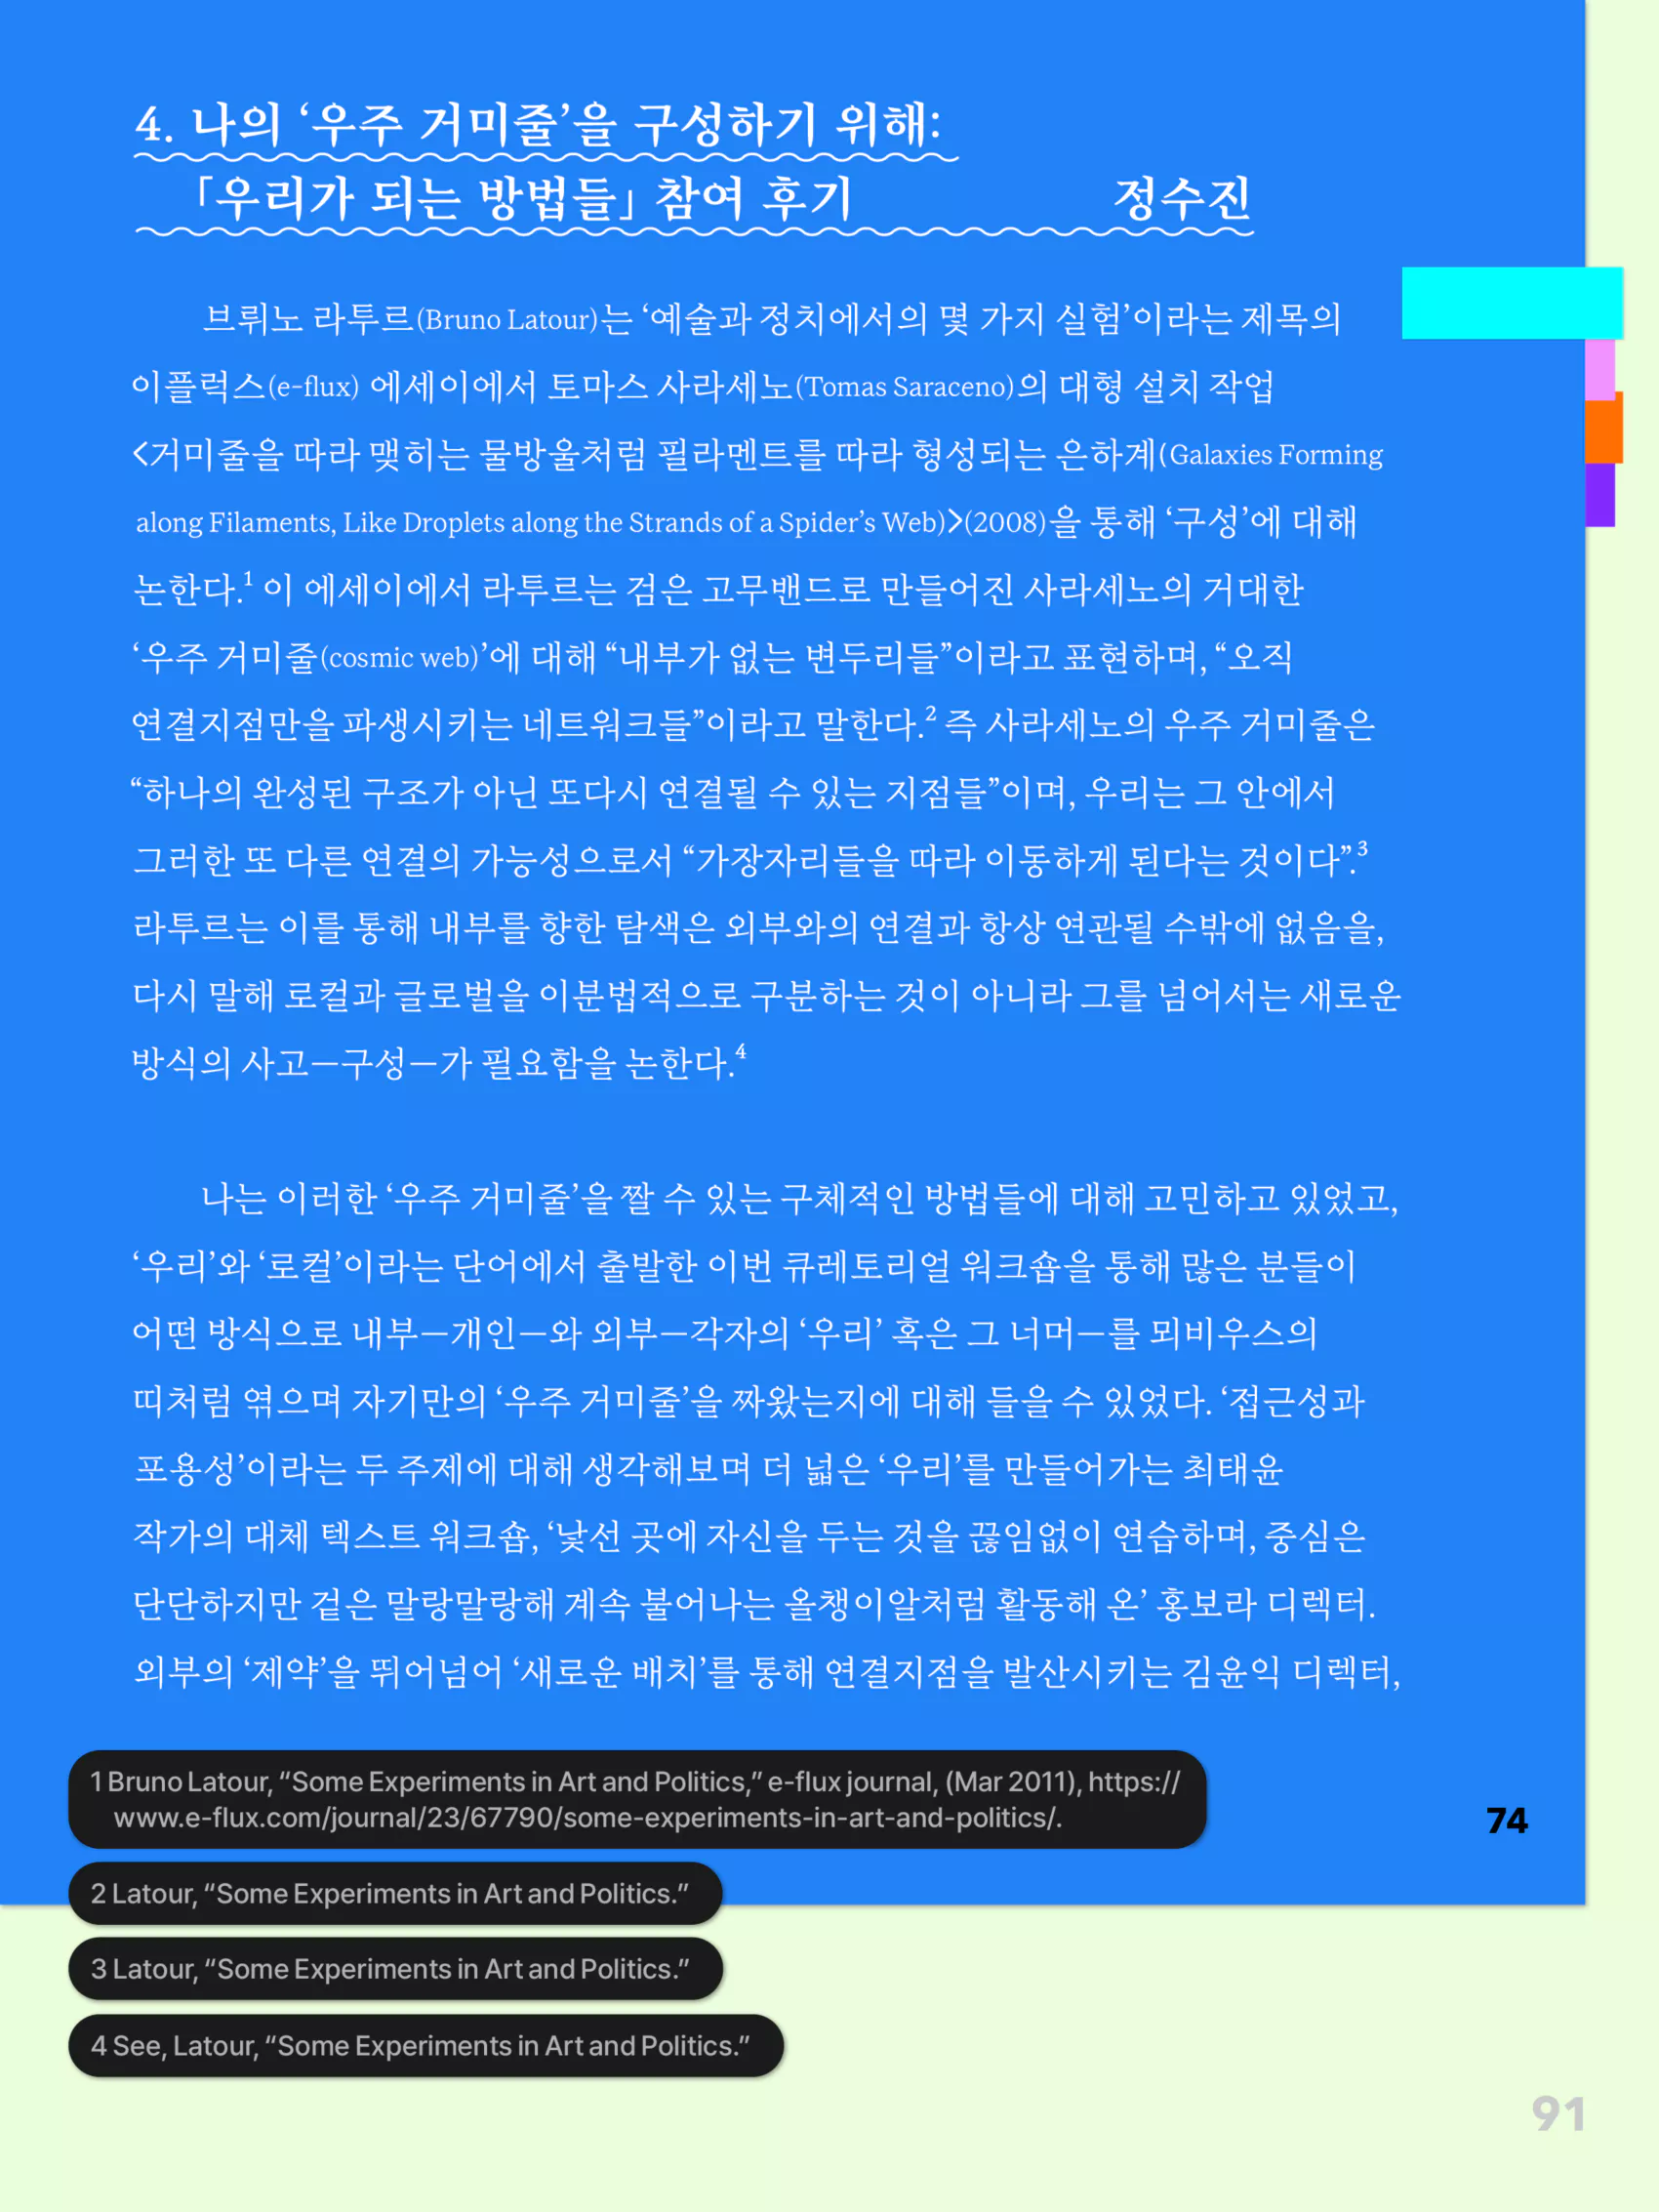 4. 나의 ‘우주 거미줄’을 구성하기 위해:
「우리가 되는 방법들」 참여 후기 정수진
브뤼노 라투르(Bruno Latour)는 ‘예술과 정치에서의 몇 가지 실험’이라는 제목의
이플럭스(e-flux) 에세이에서 토마스 사라세노(Tomas Saraceno)의 대형 설치 작업
<거미줄을 따라 맺히는 물방울처럼 필라멘트를 따라 형성되는 은하계(Galaxies Forming
along Filaments, Like Droplets along the Strands of a Spider’s Web)>(2008)을 통해 ‘구성’에 대해
논한다.¹ 이 에세이에서 라투르는 검은 고무밴드로 만들어진 사라세노의 거대한
‘우주 거미줄(cosmic web)’에 대해 “내부가 없는 변두리들”이라고 표현하며, “오직
연결지점만을 파생시키는 네트워크들”이라고 말한다.² 즉 사라세노의 우주 거미줄은
“하나의 완성된 구조가 아닌 또다시 연결될 수 있는 지점들”이며, 우리는 그 안에서
그러한 또 다른 연결의 가능성으로서 “가장자리들을 따라 이동하게 된다는 것이다”.³
라투르는 이를 통해 내부를 향한 탐색은 외부와의 연결과 항상 연관될 수밖에 없음을,
다시 말해 로컬과 글로벌을 이분법적으로 구분하는 것이 아니라 그를 넘어서는 새로운
방식의 사고—구성—가 필요함을 논한다.⁴
나는 이러한 ‘우주 거미줄’을 짤 수 있는 구체적인 방법들에 대해 고민하고 있었고,
‘우리’와 ‘로컬’이라는 단어에서 출발한 이번 큐레토리얼 워크숍을 통해 많은 분들이
어떤 방식으로 내부—개인—와 외부—각자의 ‘우리’ 혹은 그 너머—를 뫼비우스의
띠처럼 엮으며 자기만의 ‘우주 거미줄’을 짜왔는지에 대해 들을 수 있었다. ‘접근성과
포용성’이라는 두 주제에 대해 생각해보며 더 넓은 ‘우리’를 만들어가는 최태윤
작가의 대체 텍스트 워크숍, ‘낯선 곳에 자신을 두는 것을 끊임없이 연습하며, 중심은
단단하지만 겉은 말랑말랑해 계속 불어나는 올챙이알처럼 활동해 온’ 홍보라 디렉터.
외부의 ‘제약’을 뛰어넘어 ‘새로운 배치’를 통해 연결지점을 발산시키는 김윤익 디렉터,
1 Bruno Latour, “Some Experiments in Art and Politics,” e-flux journal, (Mar 2011), https://
www.e-flux.com/journal/23/67790/some-experiments-in-art-and-politics/.
74
2 Latour, “Some Experiments in Art and Politics.”
3 Latour, “Some Experiments in Art and Politics.”
4 See, Latour, “Some Experiments in Art and Politics.”
91